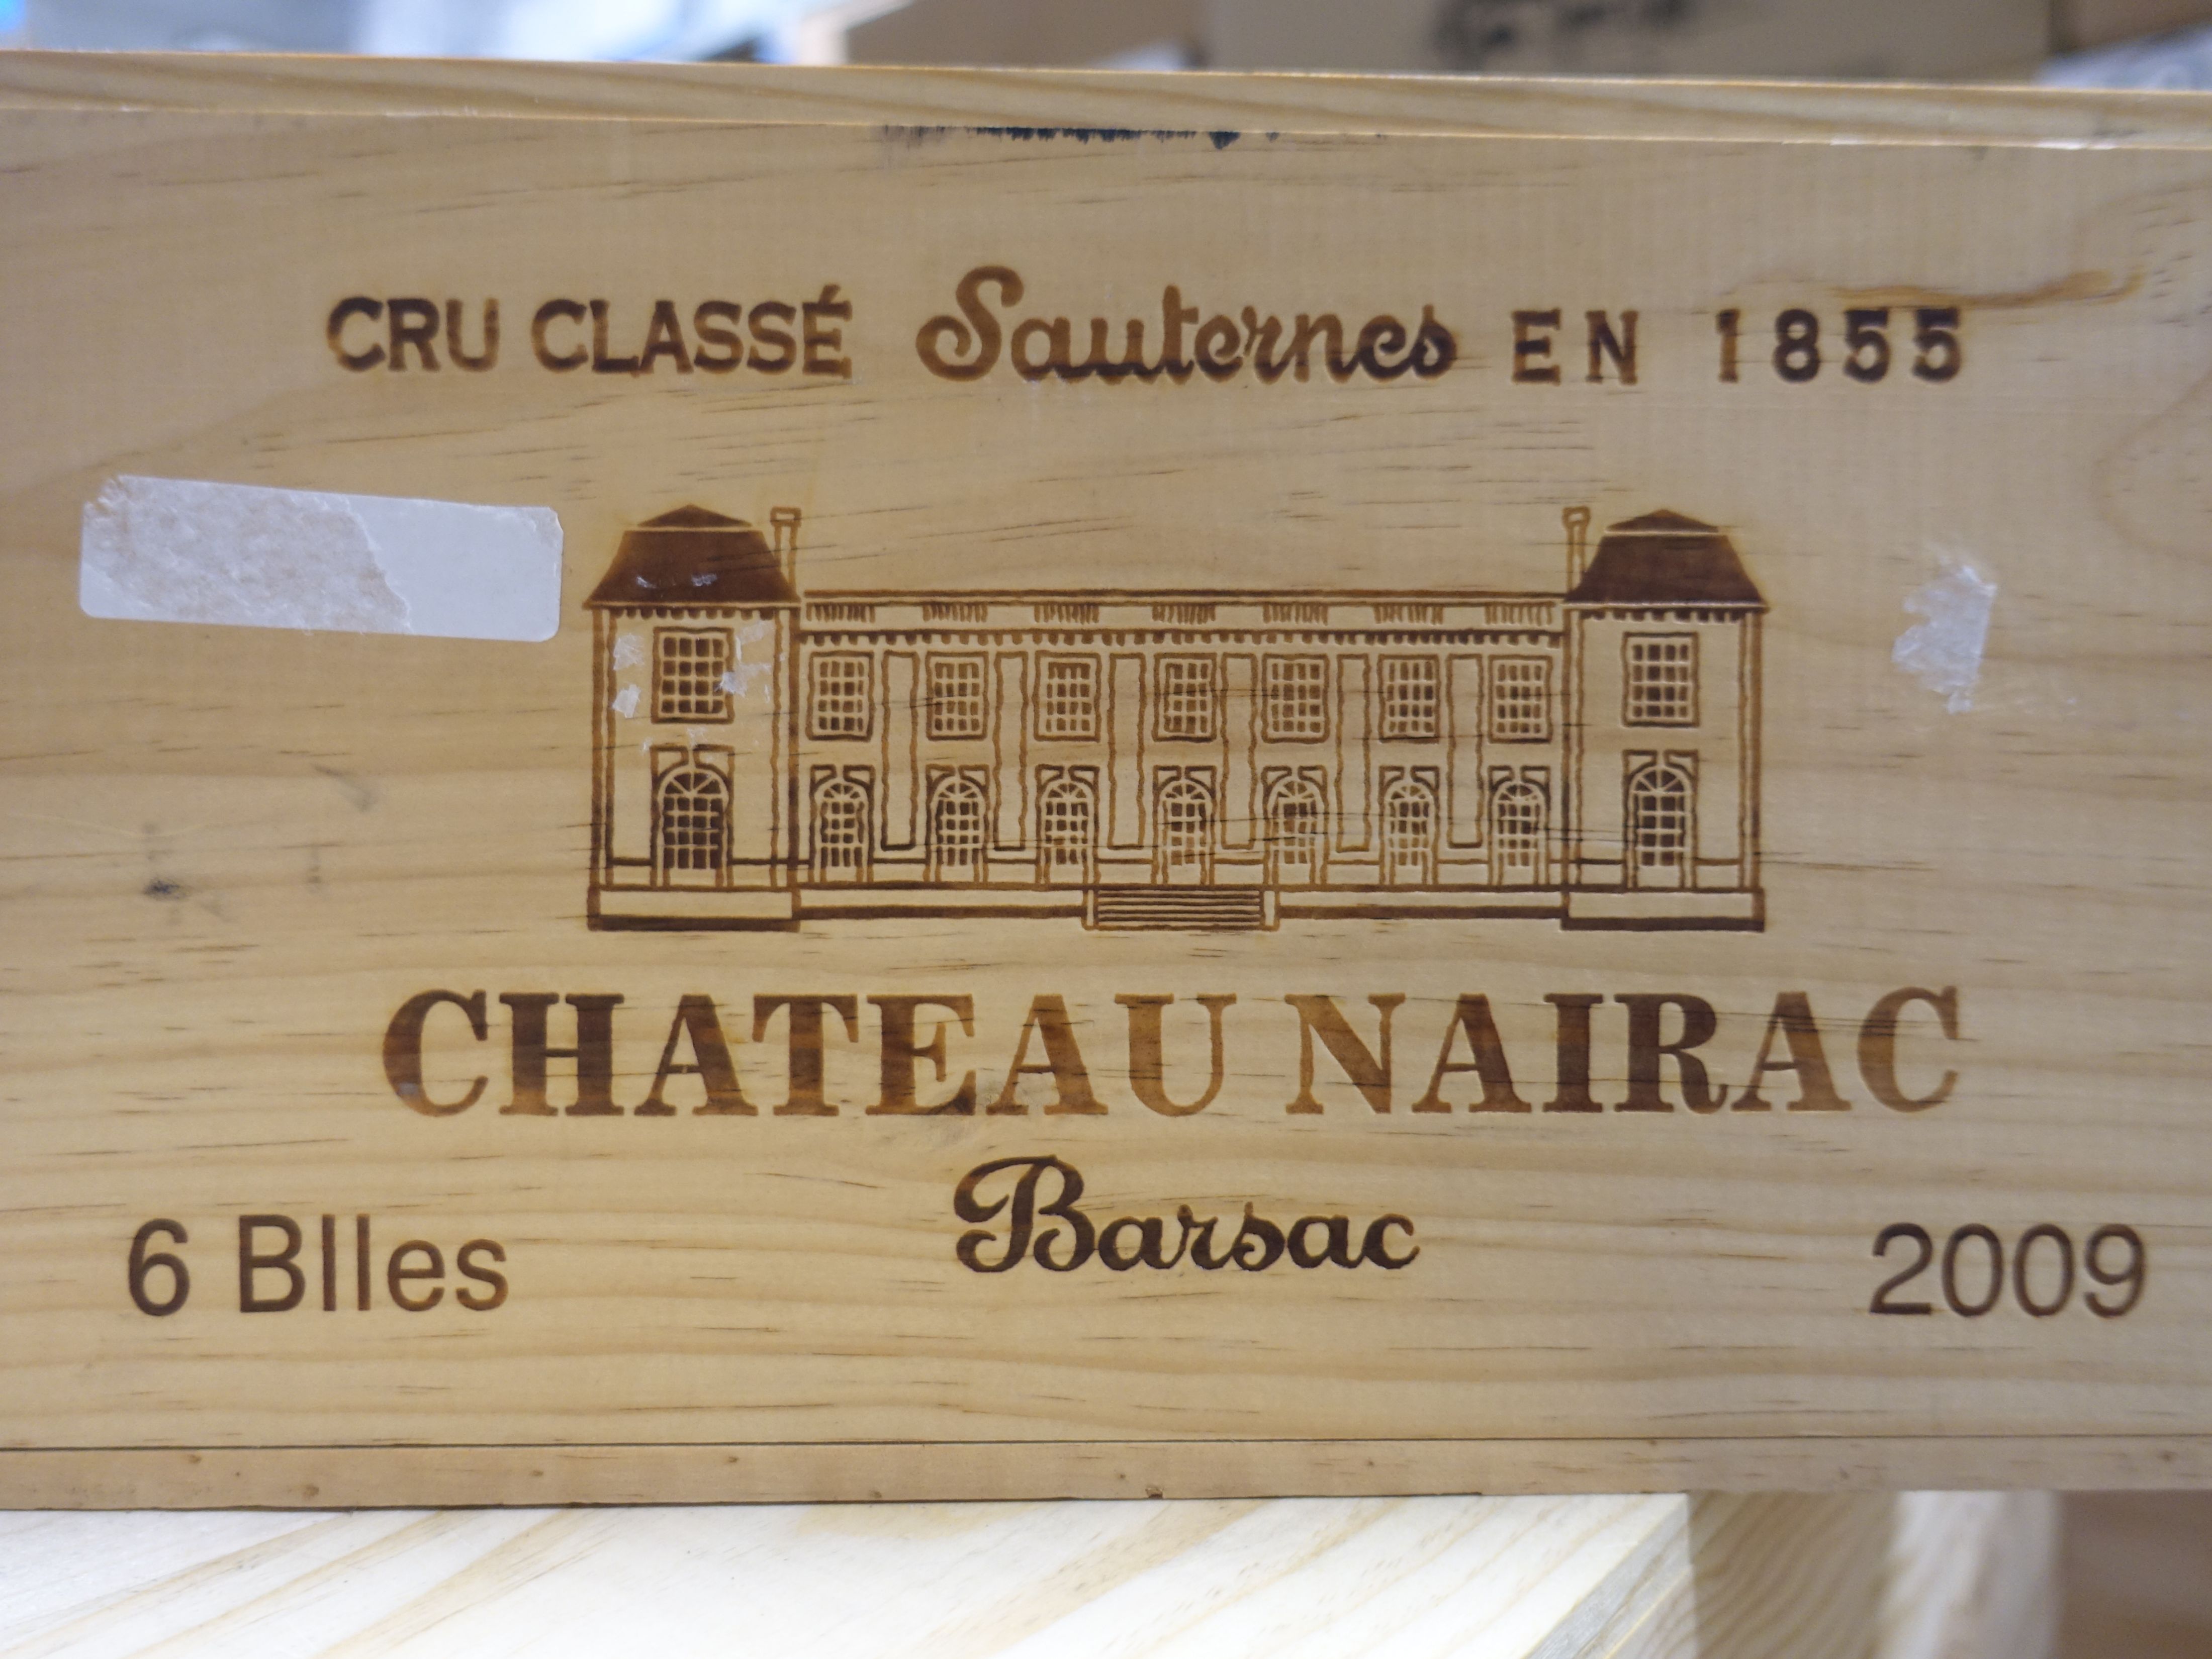 CRU CLASSÉ Sauternes EN 1855
CHATEAU NAIRAC
Barsac
6 Blles
2009